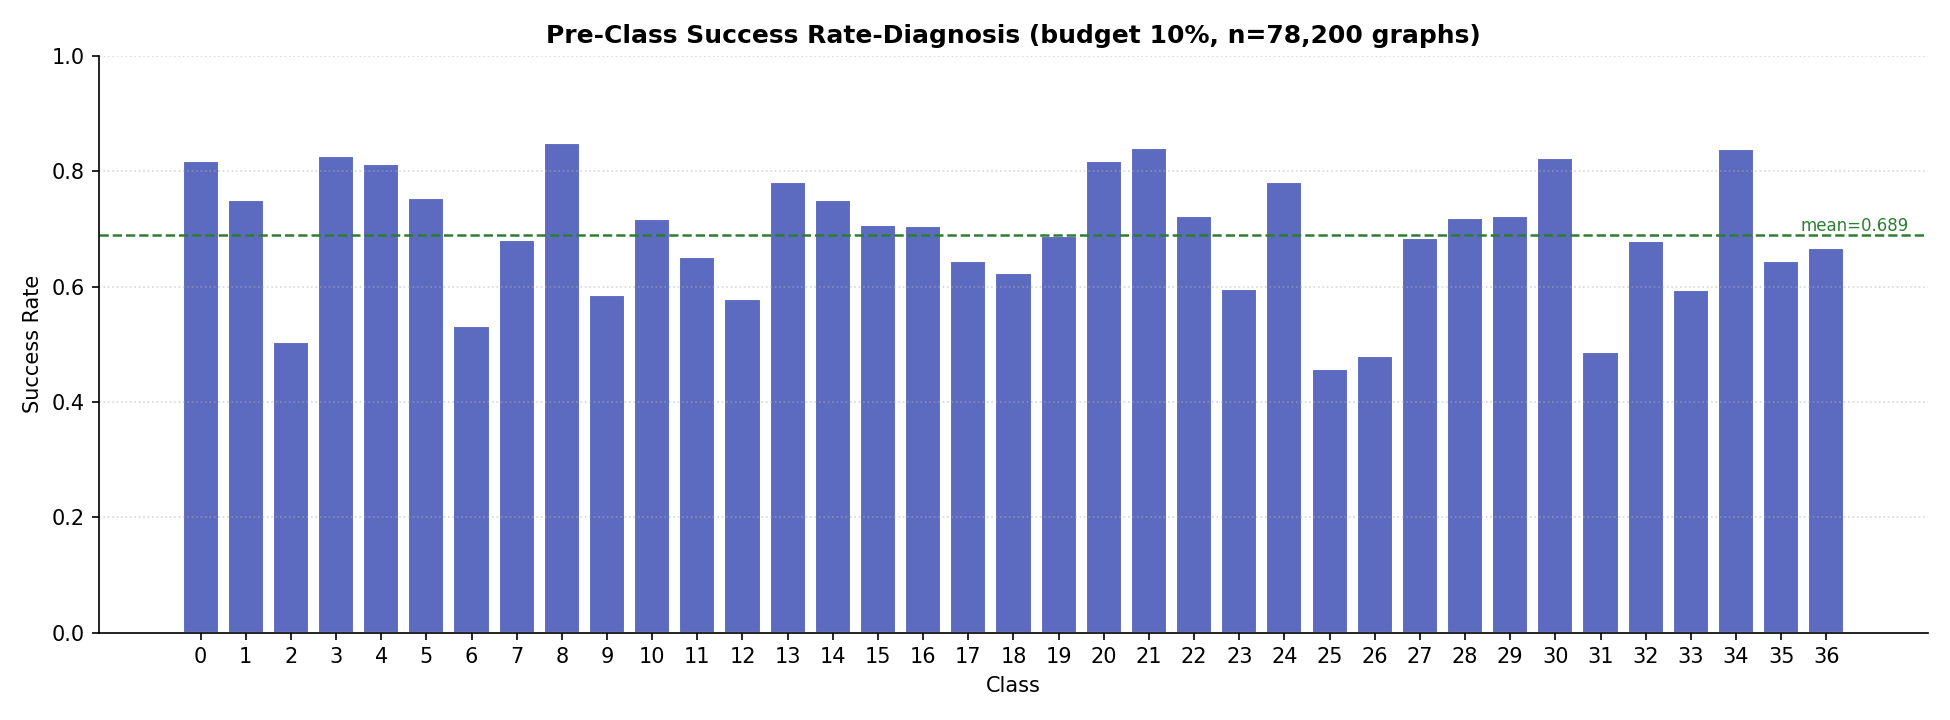 Pre-Class Success Rate-Diagnosis (budget 10%, n=78,200 graphs)
1.0
0.8
0.6
0.4
0.2
0.0
Success Rate
mean=0.689
0 1 2 3 4 5 6 7 8 9 10 11 12 13 14 15 16 17 18 19 20 21 22 23 24 25 26 27 28 29 30 31 32 33 34 35 36
Class